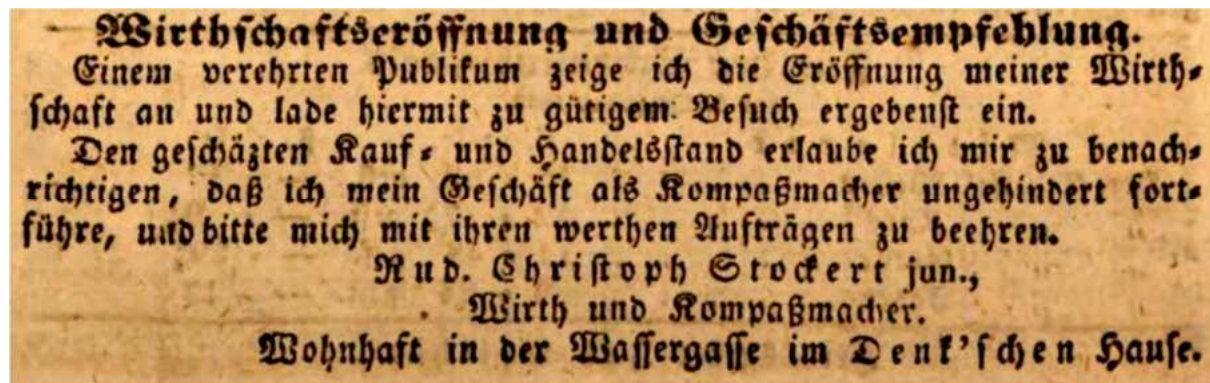 Wirthschaftseröffnung und Geschäftsempfehlung.
Einem verehrten Publikum zeige ich die Eröffnung meiner Wirth-
schaft an und lade hiermit zu gütigem Besuch ergebenst ein.
Den geschäzten Kauf- und Handelsstand erlaube ich mir zu benach-
richtigen, daß ich mein Geschäft als Kompaßmacher ungehindert fort-
führe, und bitte mich mit ihren werthen Aufträgen zu beehren.
Rud. Christoph Stockert jun.,
Wirth und Kompaßmacher.
Wohnhaft in der Wassergasse im Denk'schen Hause.